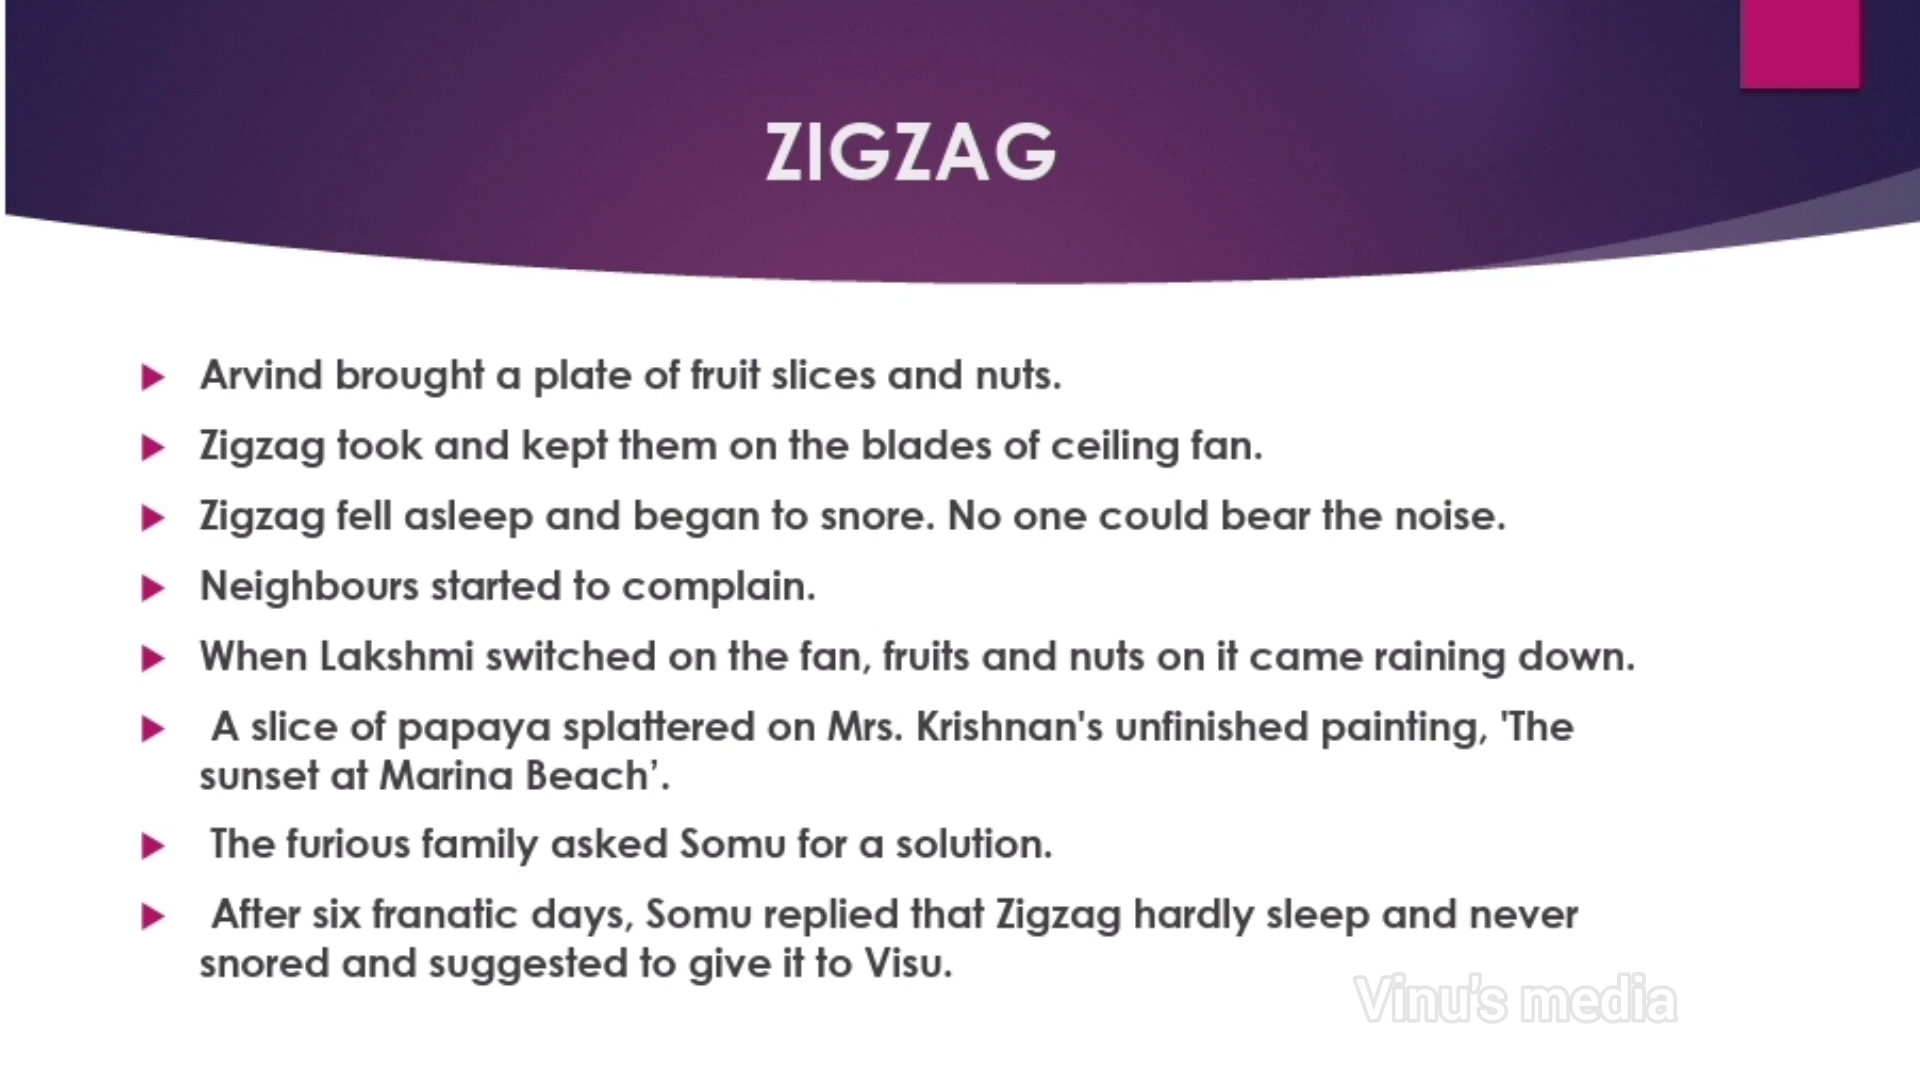 ZIGZAG
Arvind brought a plate of fruit slices and nuts.
Zigzag took and kept them on the blades of ceiling fan.
Zigzag fell asleep and began to snore. No one could bear the noise.
Neighbours started to complain.
When Lakshmi switched on the fan, fruits and nuts on it came raining down.
A slice of papaya splattered on Mrs. Krishnan's unfinished painting, 'The
sunset at Marina Beach’.
The furious family asked Somu for a solution.
After six franatic days, Somu replied that Zigzag hardly sleep and never
snored and suggested to give it to Visu.
Vinu's media